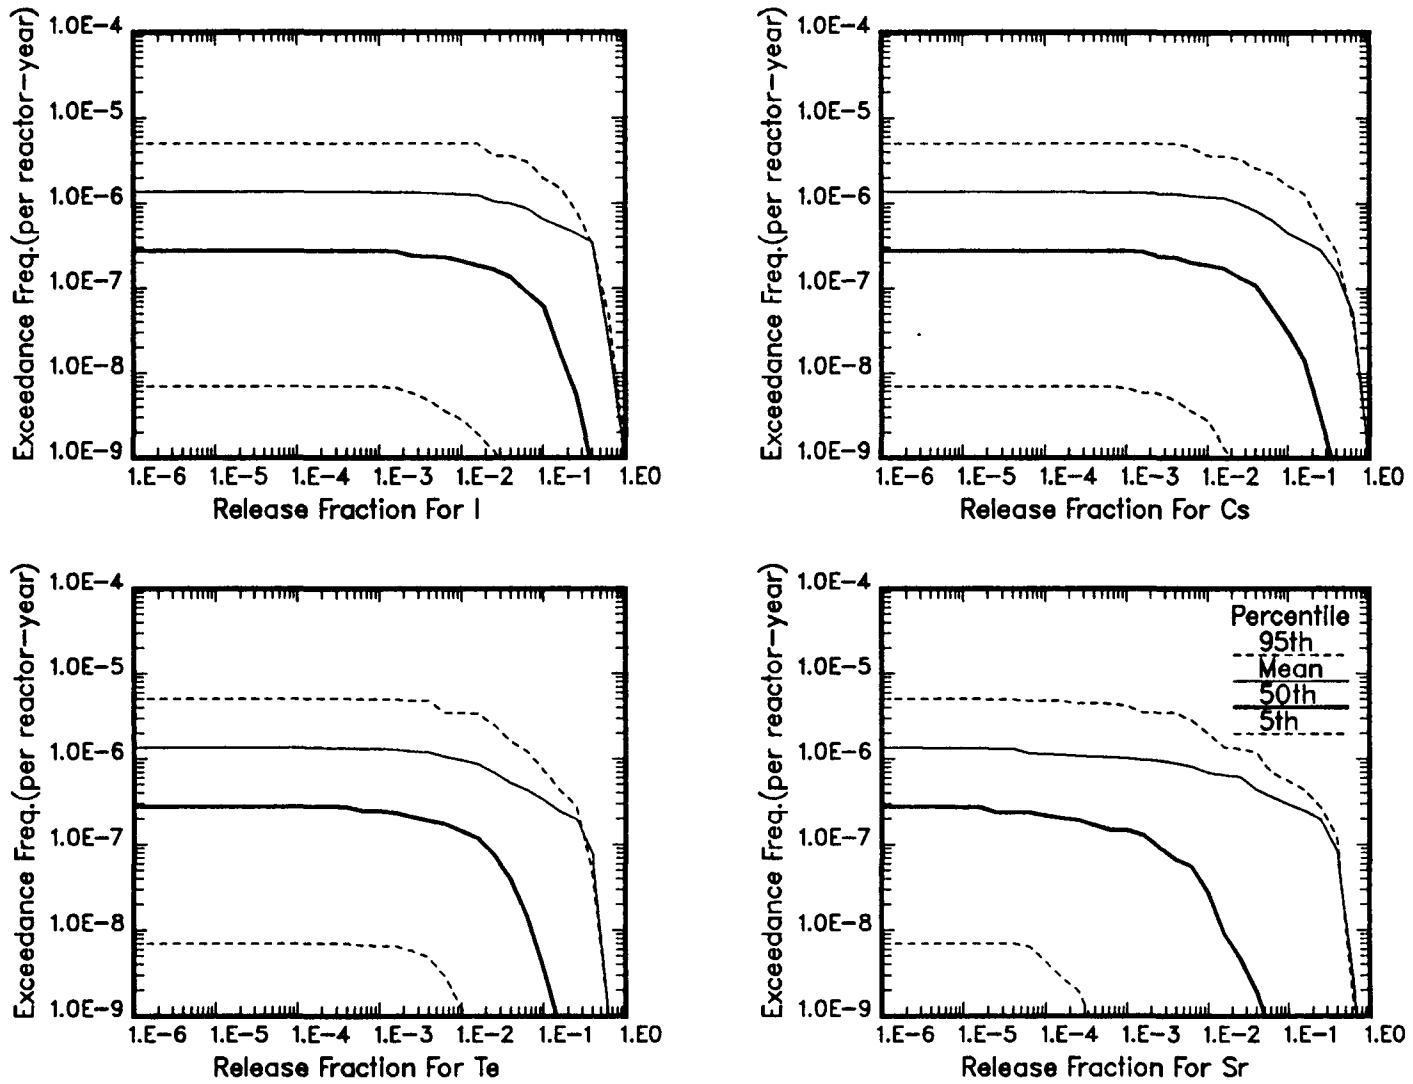 Exceedance Freq.(per reactor-year)
1.0E-4
1.0E-5
1.0E-6
1.0E-7
1.0E-8
1.0E-9
1.E-6 1.E-5 1.E-4 1.E-3 1.E-2 1.E-1 1.E0
Release Fraction For I
Exceedance Freq.(per reactor-year)
1.0E-4
1.0E-5
1.0E-6
1.0E-7
1.0E-8
1.0E-9
1.E-6 1.E-5 1.E-4 1.E-3 1.E-2 1.E-1 1.E0
Release Fraction For Cs
Exceedance Freq.(per reactor-year)
1.0E-4
1.0E-5
1.0E-6
1.0E-7
1.0E-8
1.0E-9
1.E-6 1.E-5 1.E-4 1.E-3 1.E-2 1.E-1 1.E0
Release Fraction For Te
Exceedance Freq.(per reactor-year)
1.0E-4
1.0E-5
1.0E-6
1.0E-7
1.0E-8
1.0E-9
Percentile
95th
Mean
50th
5th
1.E-6 1.E-5 1.E-4 1.E-3 1.E-2 1.E-1 1.E0
Release Fraction For Sr